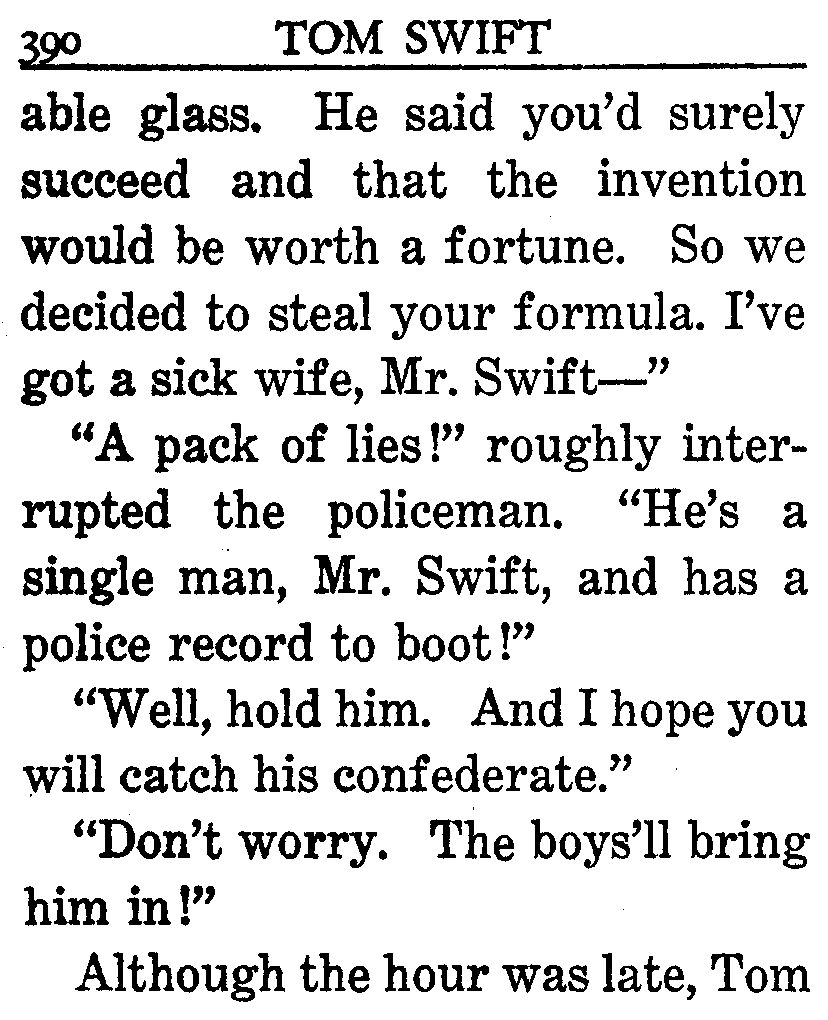 390 TOM SWIFT
able glass. He said you'd surely
succeed and that the invention
would be worth a fortune. So we
decided to steal your formula. I've
got a sick wife, Mr. Swift—”
“A pack of lies!” roughly inter-
rupted the policeman. “He's a
single man, Mr. Swift, and has a
police record to boot!”
“Well, hold him. And I hope you
will catch his confederate.”
“Don't worry. The boys'll bring
him in!”
Although the hour was late, Tom